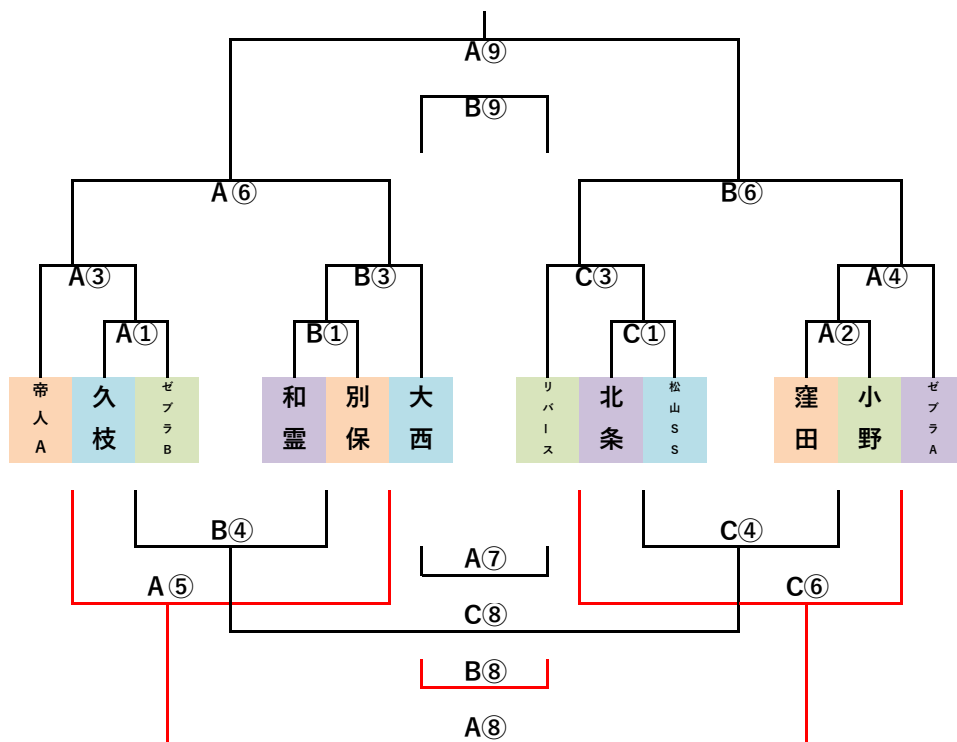 A⑨
B⑨
A⑥
B⑥
A③
B③
C③
A④
A①
B①
C①
A②
帝人A
久枝
ゼブラB
和霊
別保
大西
リバース
北条
松山SS
窪田
小野
ゼブラA
B④
C④
A⑦
A⑤
C⑥
C⑧
B⑧
A⑧